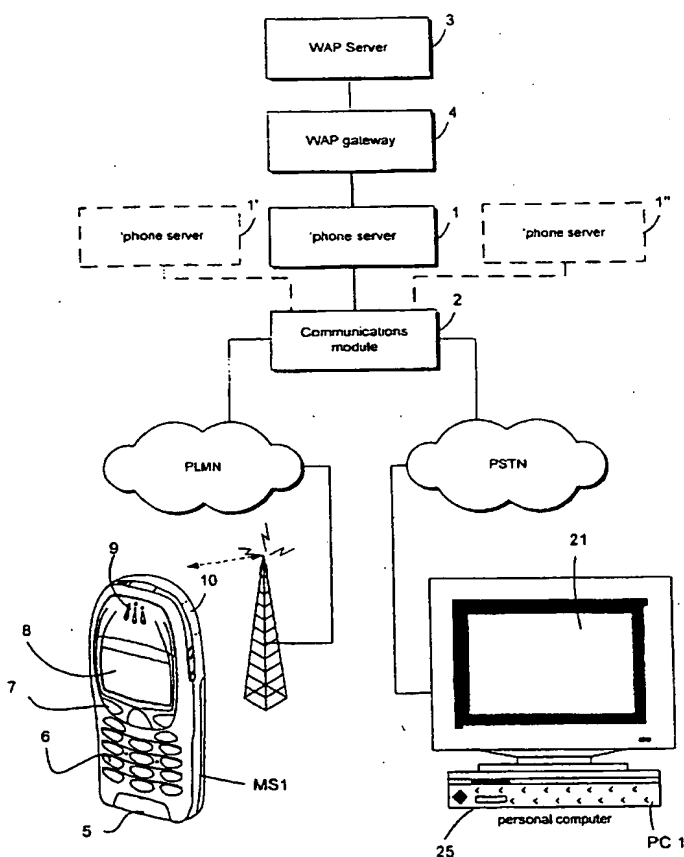 3
WAP Server
4
WAP gateway
1'
'phone server
1
'phone server
1"
'phone server
2
Communications
module
PLMN
PSTN
9
10
21
8
7
6
MS1
5
personal computer
25
PC 1